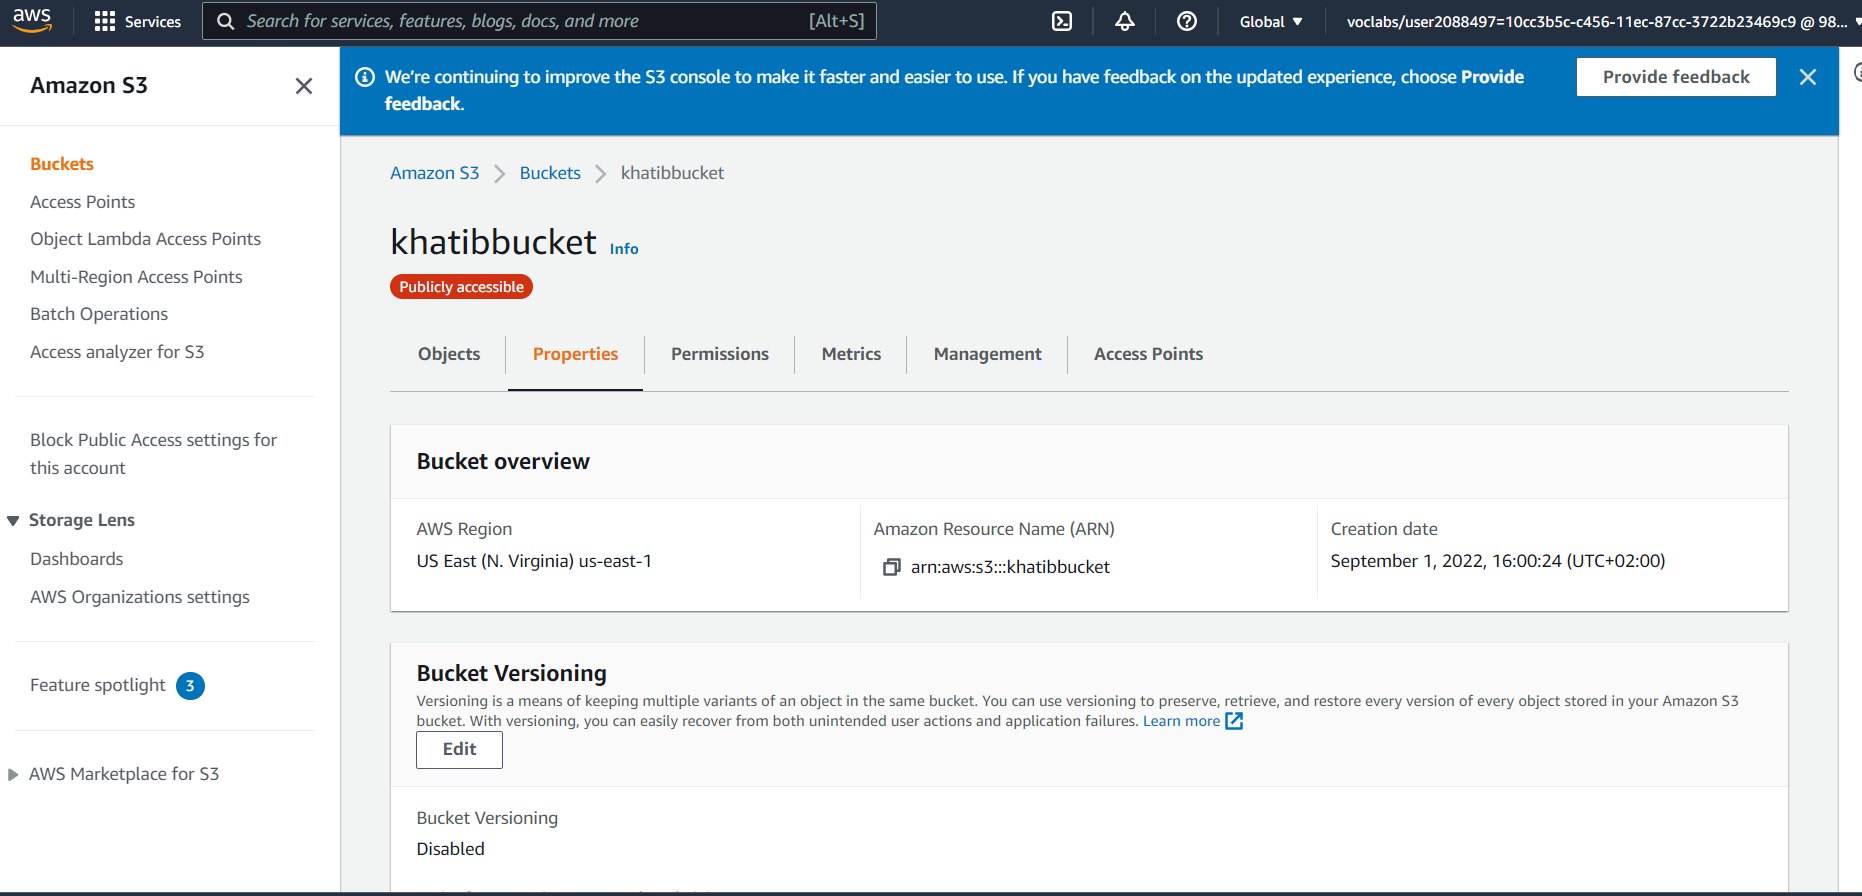 aws
Services
Search for services, features, blogs, docs, and more
[Alt+S]
Global
voclabs/user2088497=10cc3b5c-c456-11ec-87cc-3722b23469c9 @ 98...
Amazon S3
Buckets
Access Points
Object Lambda Access Points
Multi-Region Access Points
Batch Operations
Access analyzer for S3
Block Public Access settings for
this account
Storage Lens
Dashboards
AWS Organizations settings
Feature spotlight 3
AWS Marketplace for S3
We're continuing to improve the S3 console to make it faster and easier to use. If you have feedback on the updated experience, choose Provide
feedback.
Provide feedback
Amazon S3 > Buckets > khatibbucket
khatibbucket Info
Publicly accessible
Objects
Properties
Permissions
Metrics
Management
Access Points
Bucket overview
AWS Region
US East (N. Virginia) us-east-1
Amazon Resource Name (ARN)
arn:aws:s3:::khatibbucket
Creation date
September 1, 2022, 16:00:24 (UTC+02:00)
Bucket Versioning
Versioning is a means of keeping multiple variants of an object in the same bucket. You can use versioning to preserve, retrieve, and restore every version of every object stored in your Amazon S3
bucket. With versioning, you can easily recover from both unintended user actions and application failures. Learn more
Edit
Bucket Versioning
Disabled